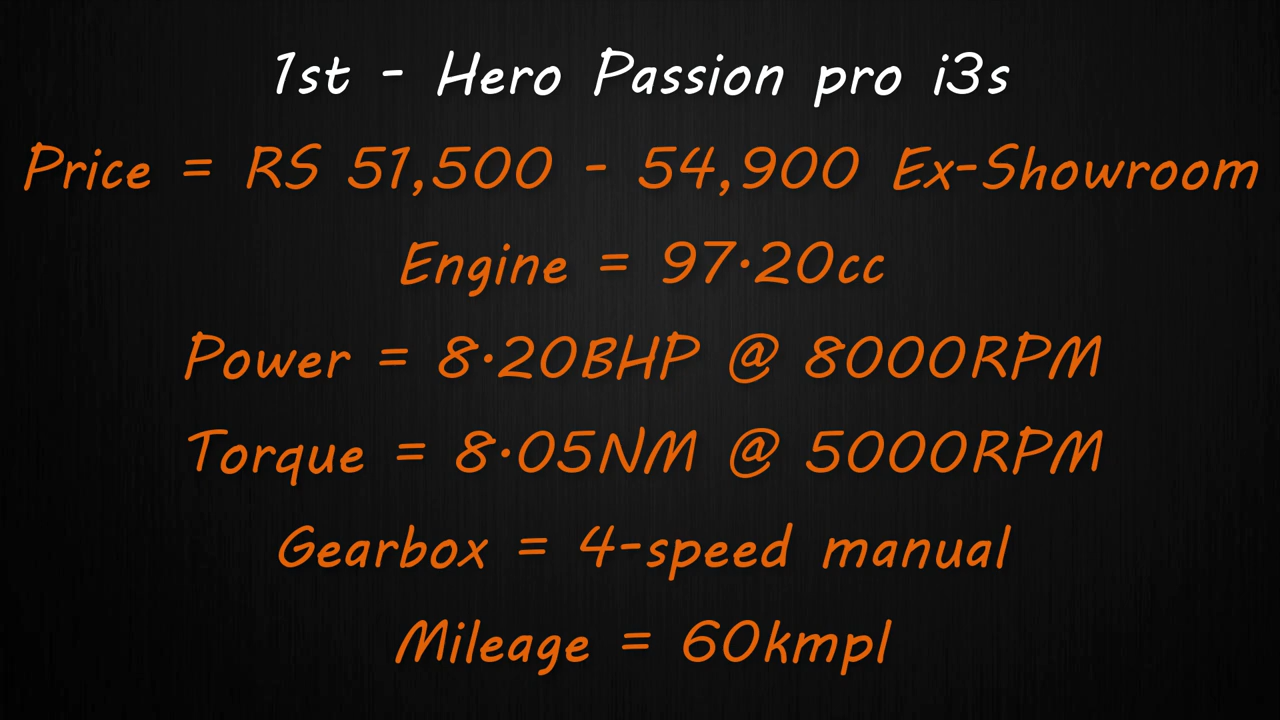 1st - Hero Passion pro i3s
Price = RS 51,500 - 54,900 Ex-Showroom
Engine = 97.20cc
Power = 8.20BHP @ 8000RPM
Torque = 8.05NM @ 5000RPM
Gearbox = 4-speed manual
Mileage = 60kmpl